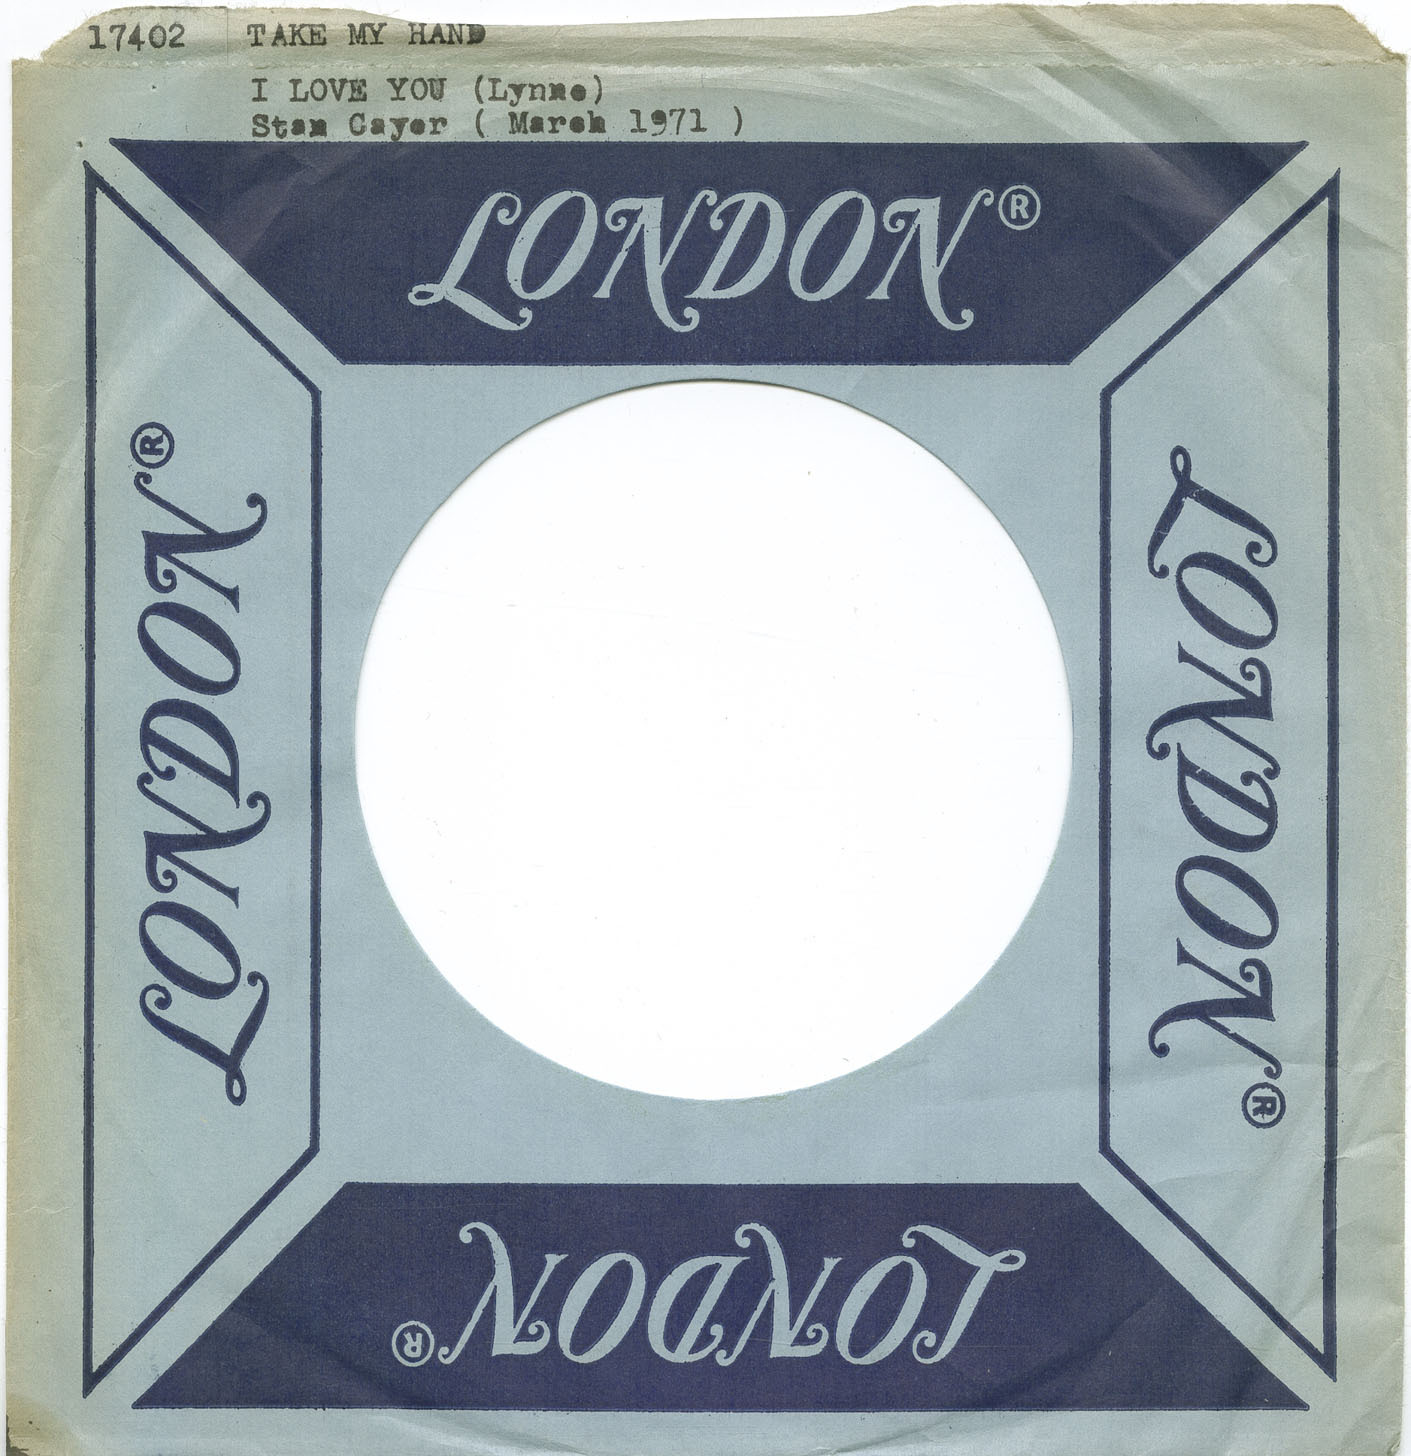 17402 TAKE MY HAND
I LOVE YOU (Lynne)
Stan Cayer ( March 1971 )
LONDON®
LONDON®
LONDON®
LONDON®